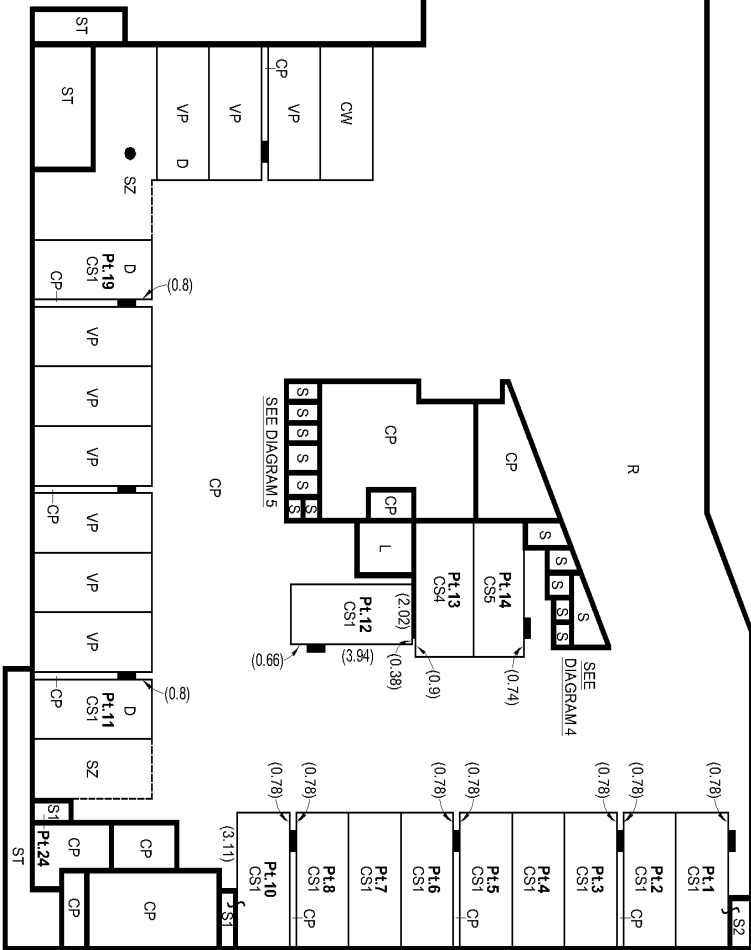 ST
ST
SZ
VP
D
VP
CP
VP
CW
D
Pt.19
CS1
CP
(0.8)
VP
VP
VP
CP
VP
VP
VP
CP
D
Pt.11
CS1
(0.8)
SZ
CP
R
S
S
S
S
S
S
S
SEE DIAGRAM 5
CP
CP
CP
L
S
S
S
S
S
S
SEE
DIAGRAM 4
Pt.14
CS5
Pt.13
CS4
Pt.12
CS1
(2.02)
(3.94)
(0.66)
(0.38)
(0.9)
(0.74)
(0.78)
(0.78)
(0.78)
(0.78)
(0.78)
(0.78)
(0.78)
Pt.1
CS1
Pt.2
CS1
CP
Pt.3
CS1
Pt.4
CS1
Pt.5
CS1
CP
Pt.6
CS1
Pt.7
CS1
Pt.8
CS1
CP
Pt.10
CS1
(3.11)
S2
S1
S1
Pt.24
CP
CP
CP
CP
ST